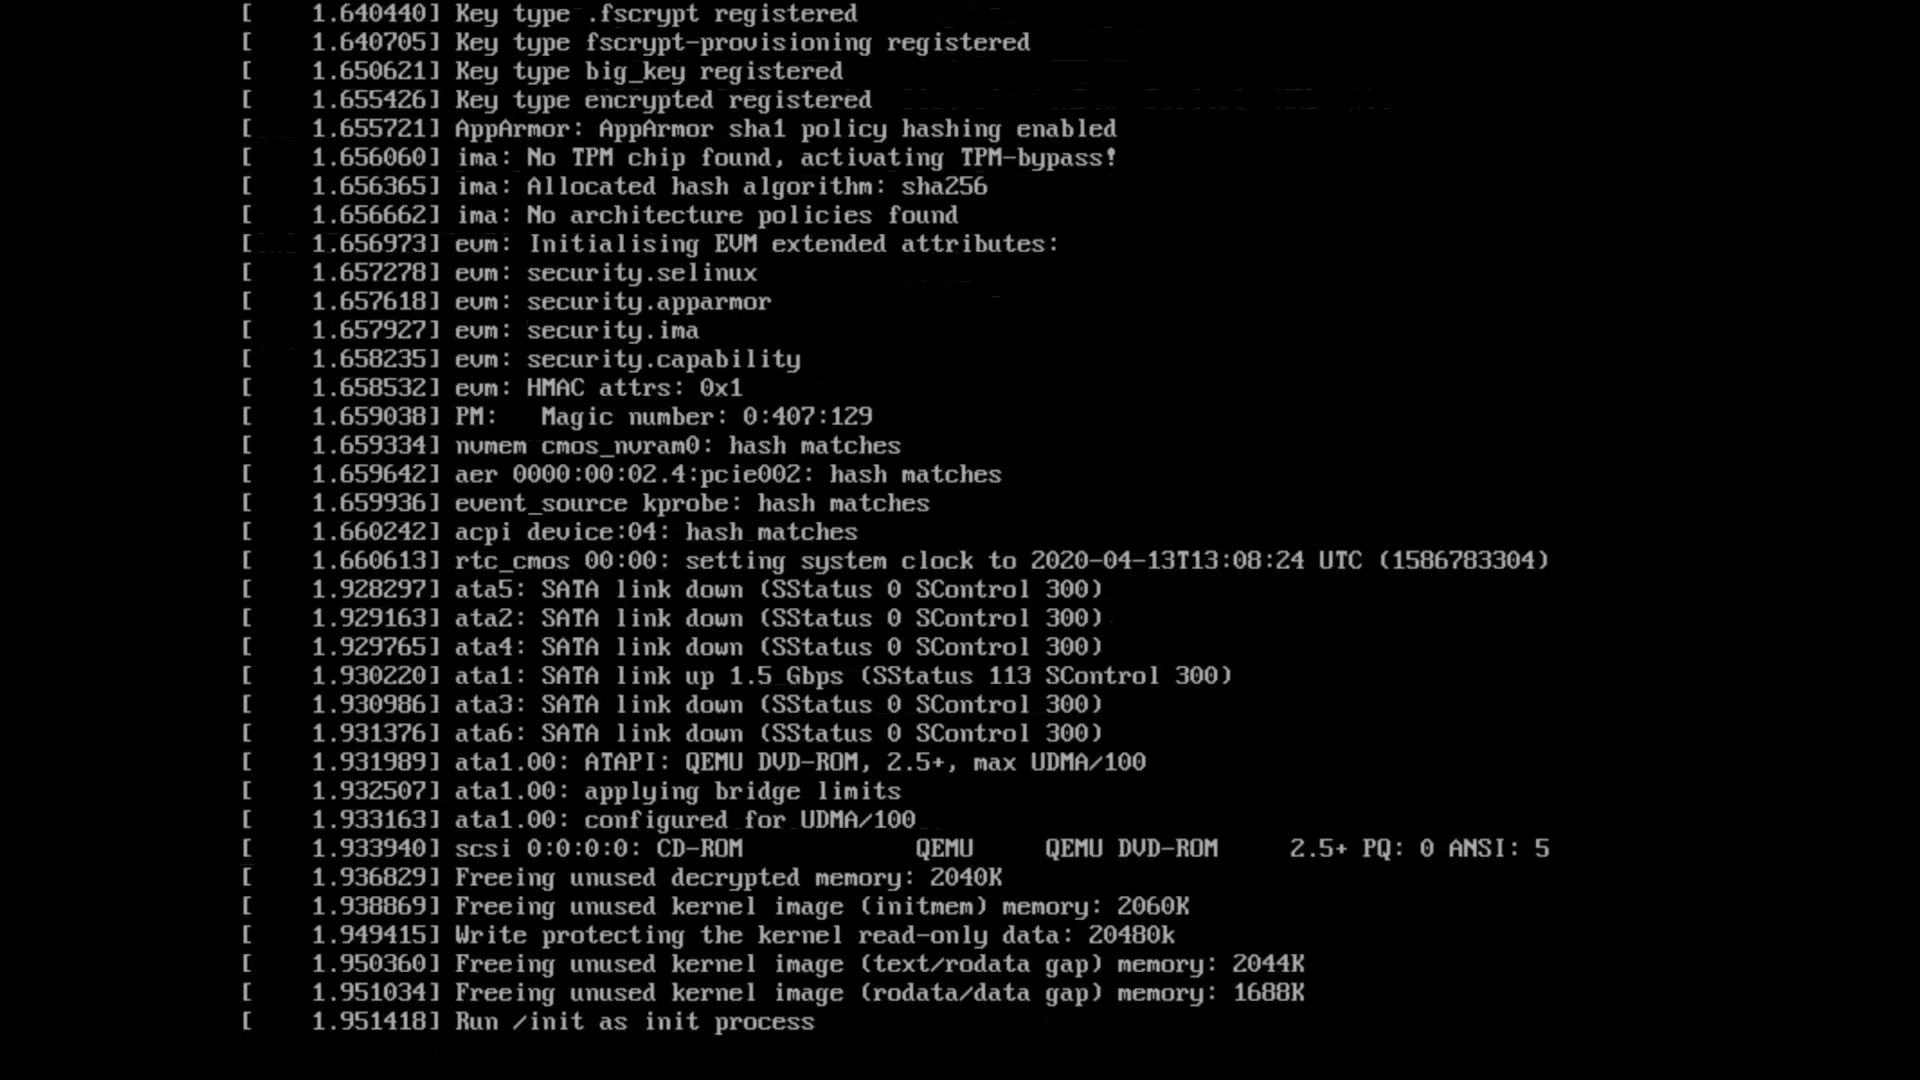 [    1.640440] Key type .fscrypt registered
[    1.640705] Key type fscrypt-provisioning registered
[    1.650621] Key type big_key registered
[    1.655426] Key type encrypted registered
[    1.655721] AppArmor: AppArmor sha1 policy hashing enabled
[    1.656060] ima: No TPM chip found, activating TPM-bypass!
[    1.656365] ima: Allocated hash algorithm: sha256
[    1.656662] ima: No architecture policies found
[    1.656973] evm: Initialising EVM extended attributes:
[    1.657278] evm: security.selinux
[    1.657618] evm: security.apparmor
[    1.657927] evm: security.ima
[    1.658235] evm: security.capability
[    1.658532] evm: HMAC attrs: 0x1
[    1.659038] PM:   Magic number: 0:407:129
[    1.659334] nvmem cmos_nvram0: hash matches
[    1.659642] aer 0000:00:02.4:pcie002: hash matches
[    1.659936] event_source kprobe: hash matches
[    1.660242] acpi device:04: hash matches
[    1.660613] rtc_cmos 00:00: setting system clock to 2020-04-13T13:08:24 UTC (1586783304)
[    1.928297] ata5: SATA link down (SStatus 0 SControl 300)
[    1.929163] ata2: SATA link down (SStatus 0 SControl 300)
[    1.929765] ata4: SATA link down (SStatus 0 SControl 300)
[    1.930220] ata1: SATA link up 1.5 Gbps (SStatus 113 SControl 300)
[    1.930986] ata3: SATA link down (SStatus 0 SControl 300)
[    1.931376] ata6: SATA link down (SStatus 0 SControl 300)
[    1.931989] ata1.00: ATAPI: QEMU DVD-ROM, 2.5+, max UDMA/100
[    1.932507] ata1.00: applying bridge limits
[    1.933163] ata1.00: configured for UDMA/100
[    1.933940] scsi 0:0:0:0: CD-ROM            QEMU     QEMU DVD-ROM     2.5+ PQ: 0 ANSI: 5
[    1.936829] Freeing unused decrypted memory: 2040K
[    1.938869] Freeing unused kernel image (initmem) memory: 2060K
[    1.949415] Write protecting the kernel read-only data: 20480k
[    1.950360] Freeing unused kernel image (text/rodata gap) memory: 2044K
[    1.951034] Freeing unused kernel image (rodata/data gap) memory: 1688K
[    1.951418] Run /init as init process